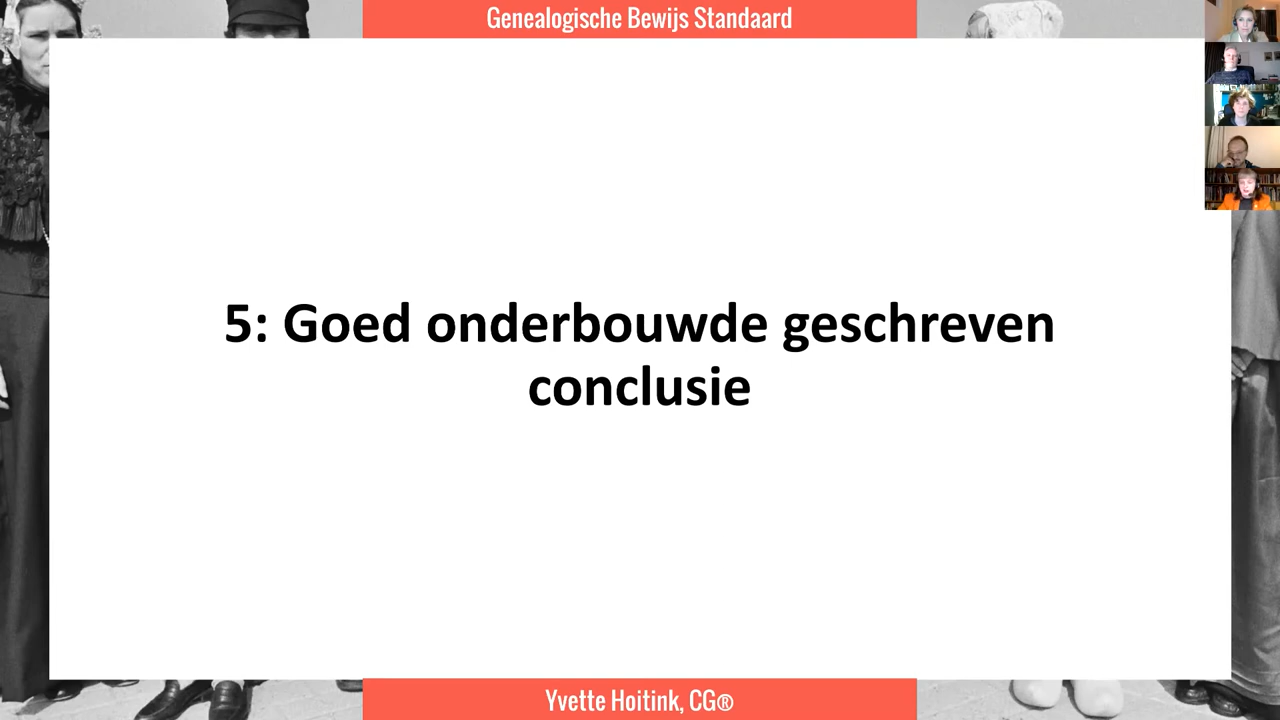 Genealogische Bewijs Standaard
5: Goed onderbouwde geschreven
conclusie
Yvette Hoitink, CG®